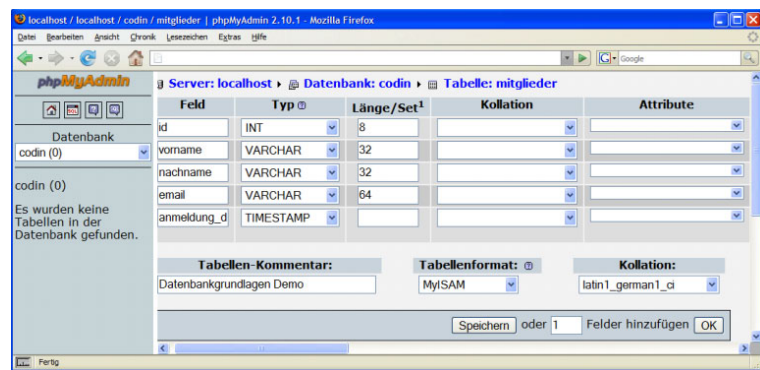 localhost / localhost / codin / mitglieder | phpMyAdmin 2.10.1 - Mozilla Firefox
Datei Bearbeiten Ansicht Chronik Lesezeichen Extras Hilfe
G Google
phpMyAdmin
Server: localhost Datenbank: codin Tabelle: mitglieder
Datenbank
codin (0)
codin (0)
Es wurden keine
Tabellen in der
Datenbank gefunden.
Feld Typ Länge/Set1 Kollation Attribute
id INT 8
vorname VARCHAR 32
nachname VARCHAR 32
email VARCHAR 64
anmeldung_d TIMESTAMP
Tabellen-Kommentar: Tabellenformat: Kollation:
Datenbankgrundlagen Demo MyISAM latin1_german1_ci
Speichern oder 1 Felder hinzufügen OK
Fertig